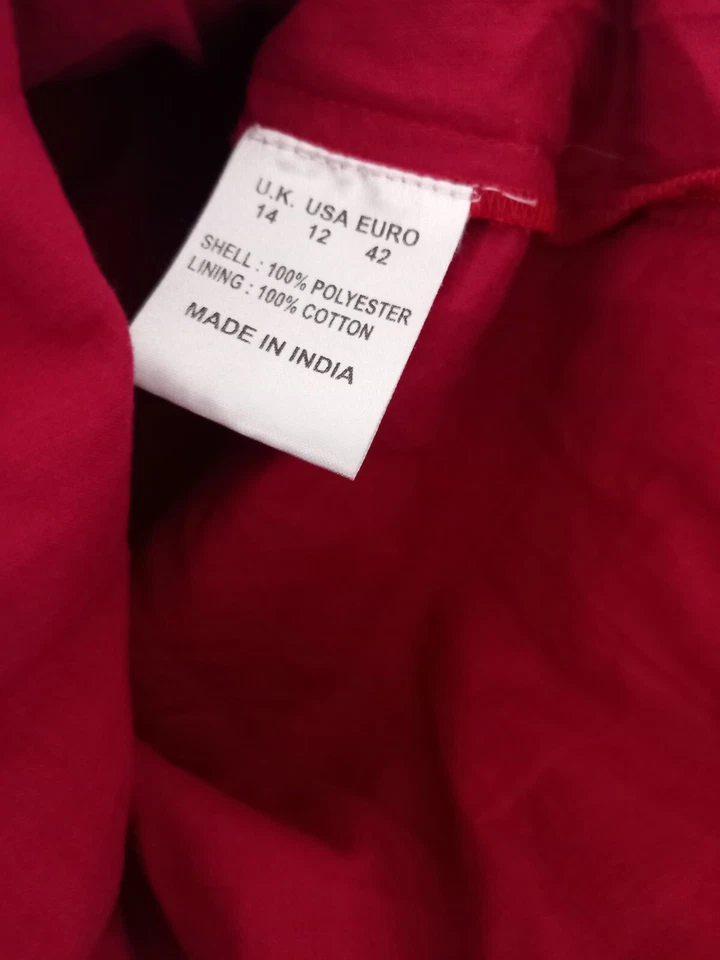 U.K. USA EURO
14 12 42
SHELL : 100% POLYESTER
LINING : 100% COTTON
MADE IN INDIA